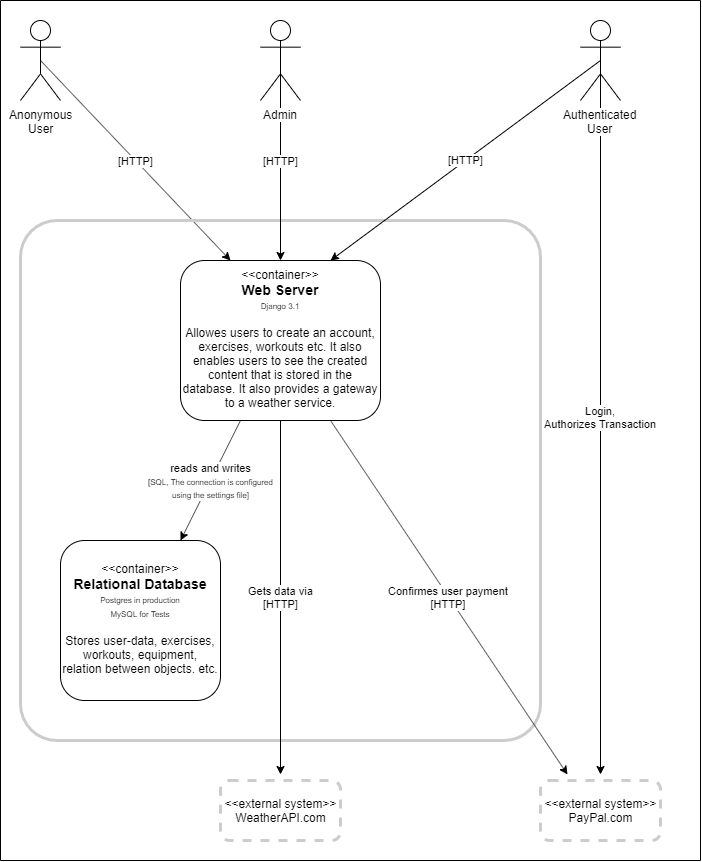 Anonymous
User
Admin
Authenticated
User
[HTTP]
[HTTP]
[HTTP]
<<container>>
Web Server
Django 3.1
Allowes users to create an account,
exercises, workouts etc. It also
enables users to see the created
content that is stored in the
database. It also provides a gateway
to a weather service.
Login,
Authorizes Transaction
reads and writes
[SQL, The connection is configured
using the settings file]
<<container>>
Relational Database
Postgres in production
MySQL for Tests
Stores user-data, exercises,
workouts, equipment,
relation between objects. etc.
Gets data via
[HTTP]
Confirmes user payment
[HTTP]
<<external system>>
WeatherAPI.com
<<external system>>
PayPal.com